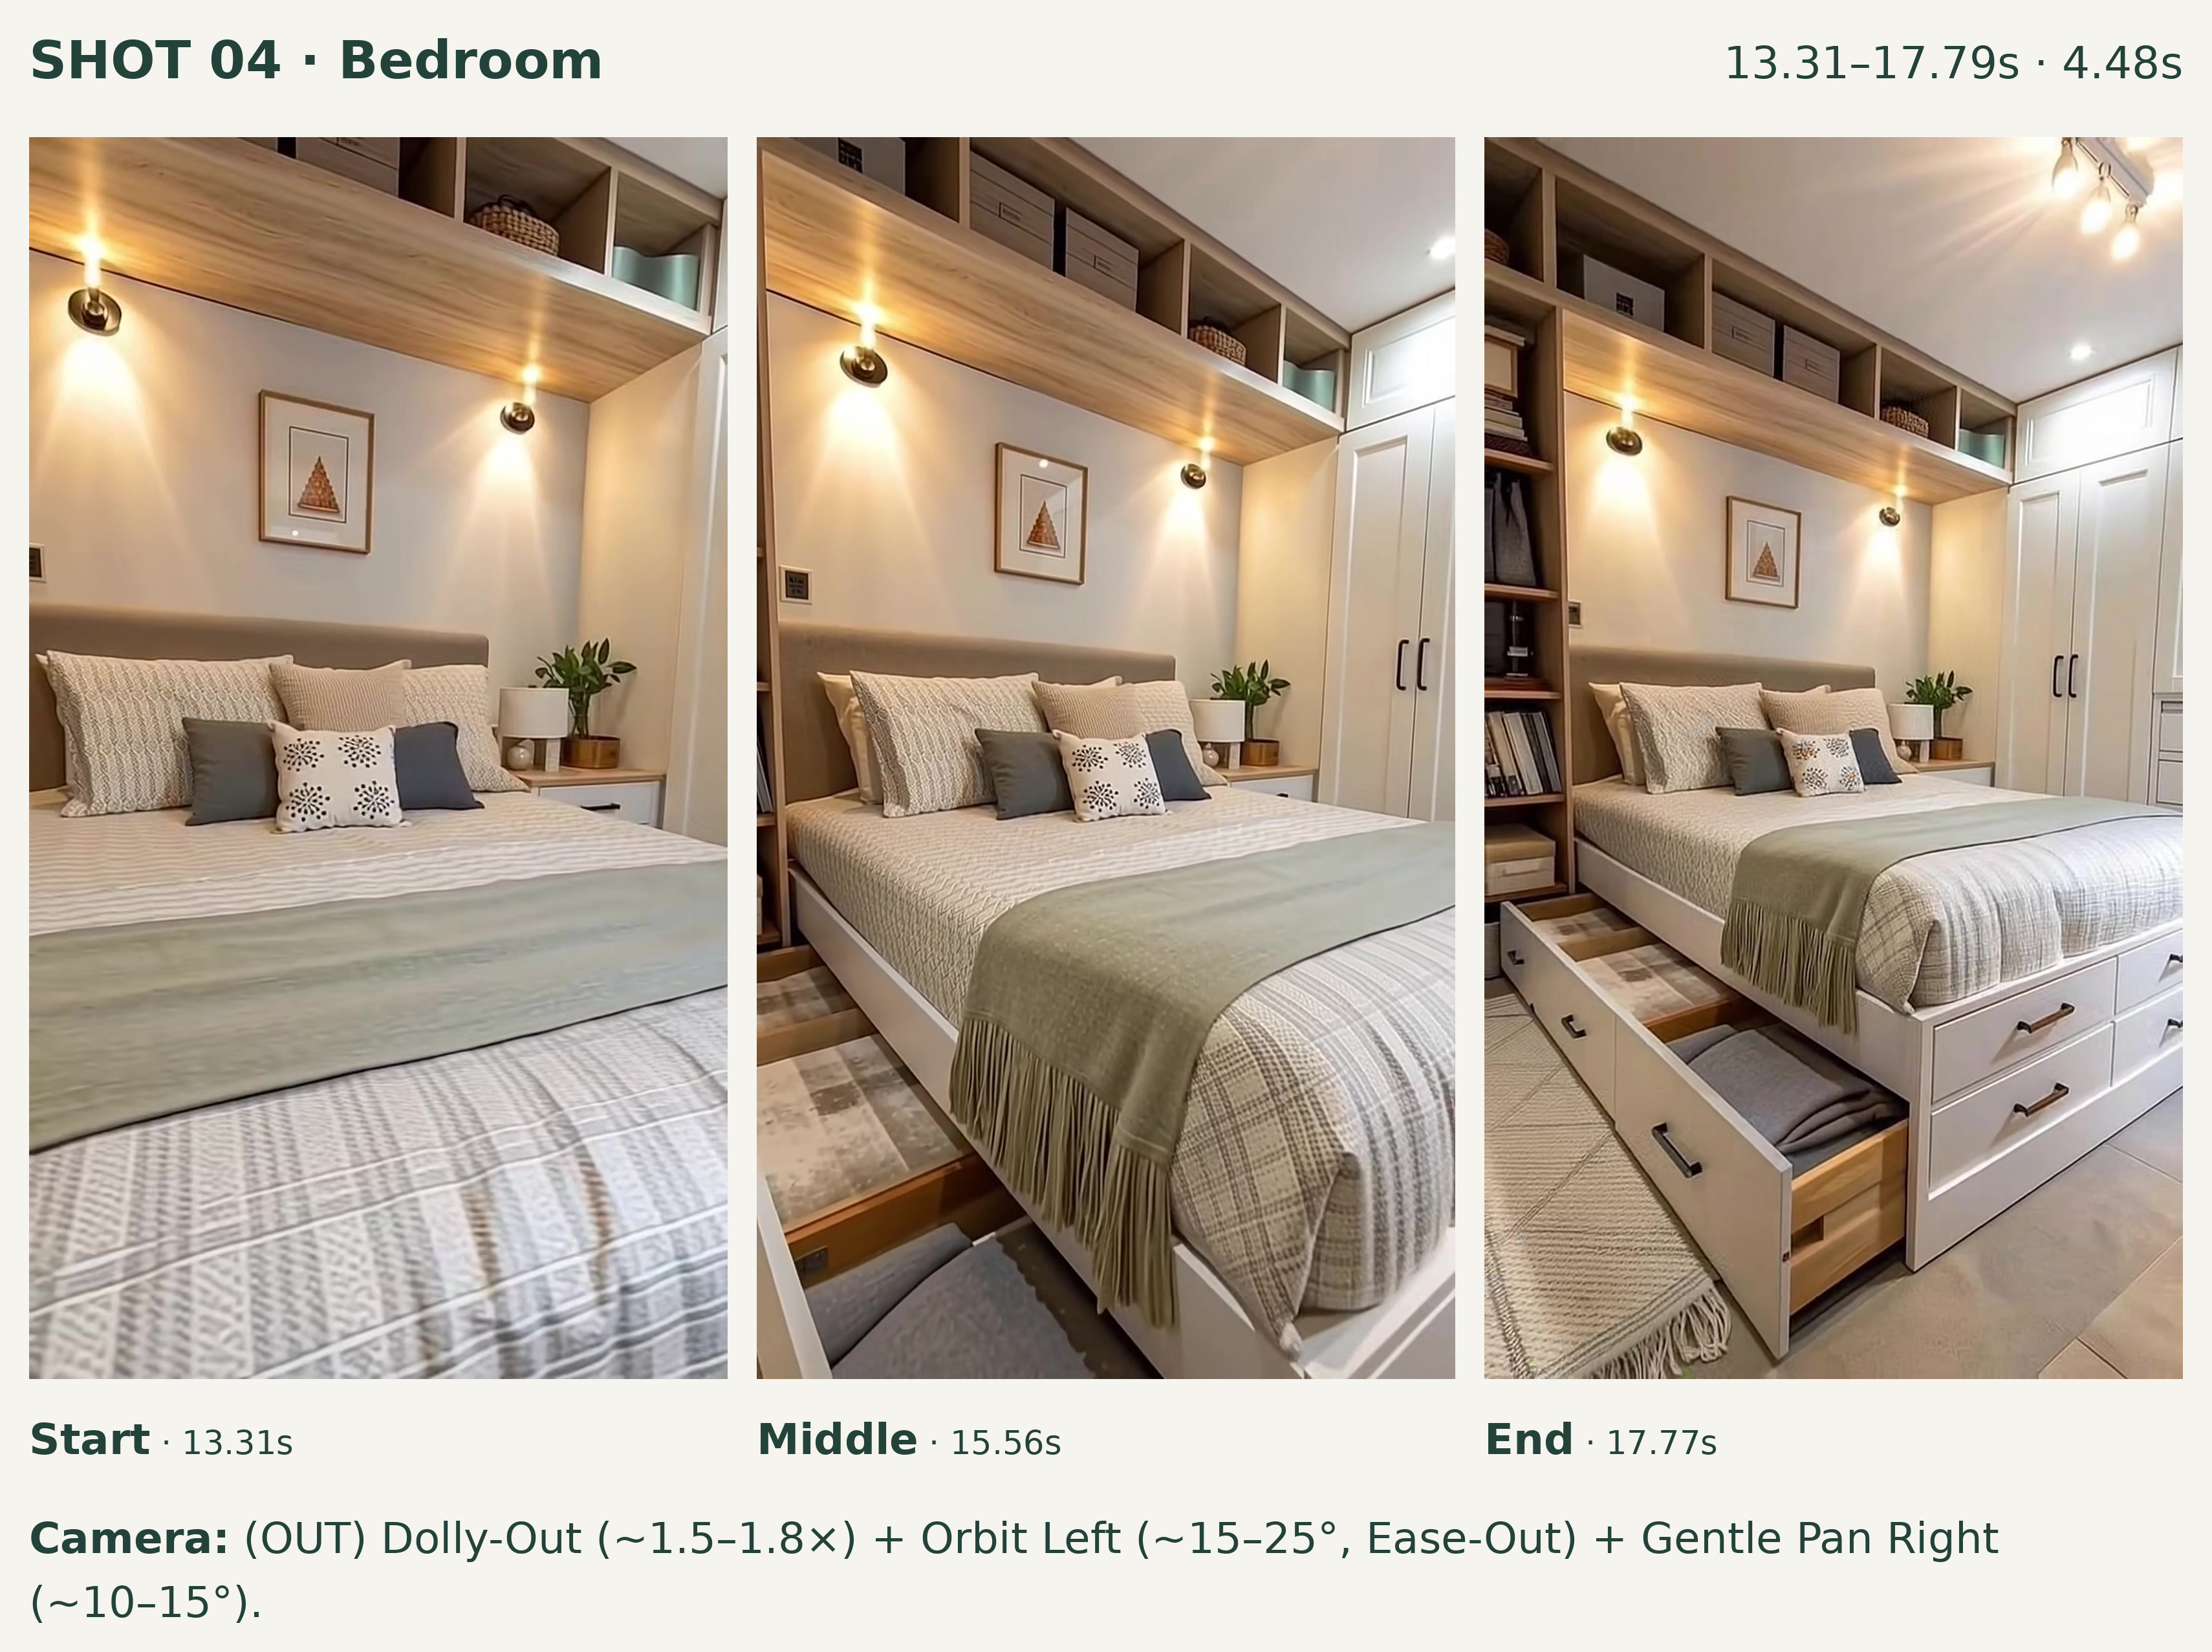 SHOT 04 · Bedroom
13.31–17.79s · 4.48s
Start · 13.31s
Middle · 15.56s
End · 17.77s
Camera: (OUT) Dolly-Out (~1.5–1.8×) + Orbit Left (~15–25°, Ease-Out) + Gentle Pan Right
(~10–15°).